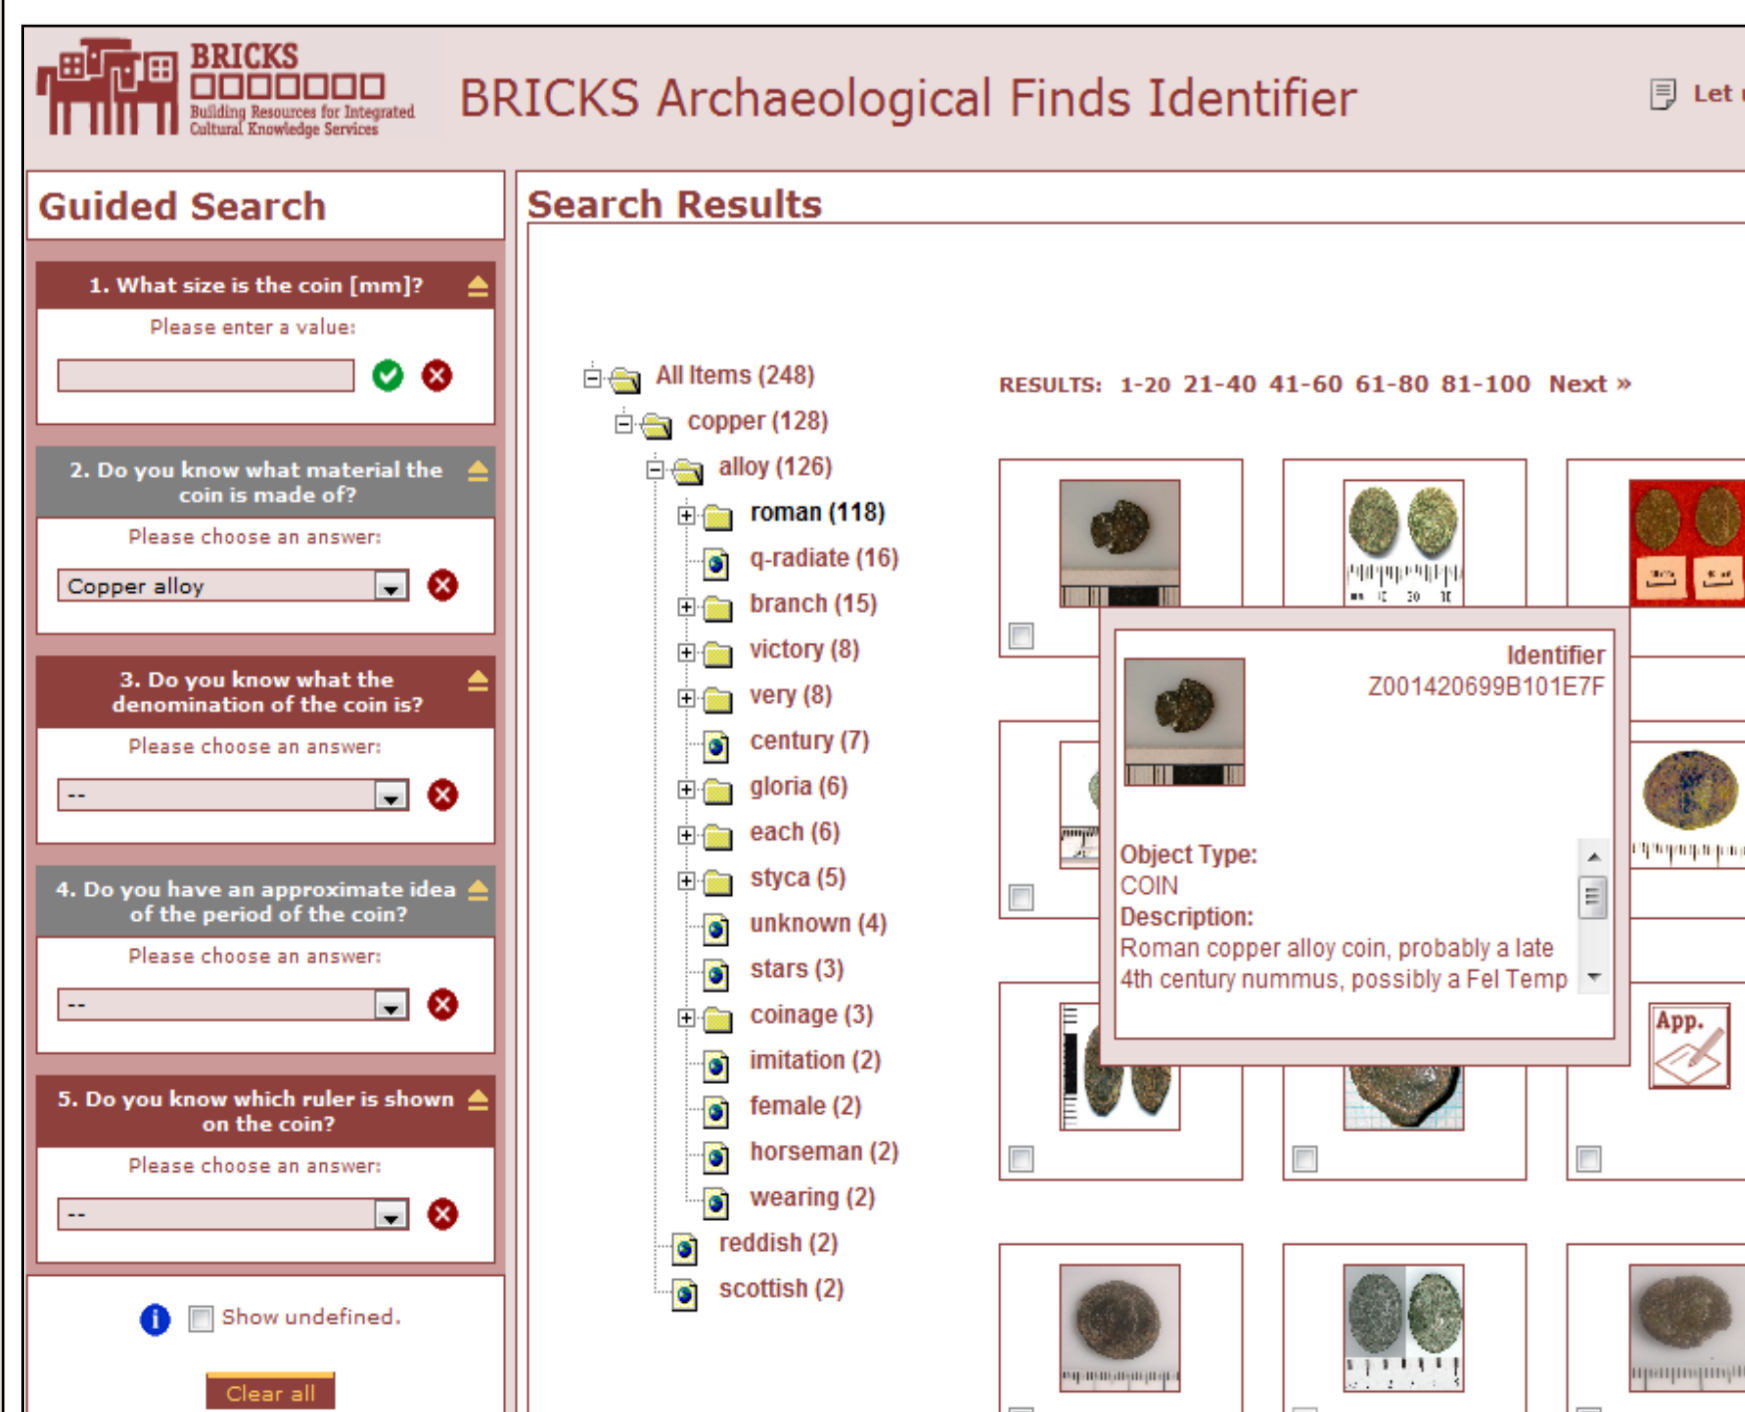 BRICKS
Building Resources for Integrated
Cultural Knowledge Services
BRICKS Archaeological Finds Identifier
Let
Guided Search
1. What size is the coin [mm]?
Please enter a value:
2. Do you know what material the
coin is made of?
Please choose an answer:
Copper alloy
3. Do you know what the
denomination of the coin is?
Please choose an answer:
--
4. Do you have an approximate idea
of the period of the coin?
Please choose an answer:
--
5. Do you know which ruler is shown
on the coin?
Please choose an answer:
--
i
Show undefined.
Clear all
Search Results
All Items (248)
copper (128)
alloy (126)
roman (118)
q-radiate (16)
branch (15)
victory (8)
very (8)
century (7)
gloria (6)
each (6)
styca (5)
unknown (4)
stars (3)
coinage (3)
imitation (2)
female (2)
horseman (2)
wearing (2)
reddish (2)
scottish (2)
RESULTS: 1-20 21-40 41-60 61-80 81-100 Next »
Identifier
Z001420699B101E7F
Object Type:
COIN
Description:
Roman copper alloy coin, probably a late
4th century nummus, possibly a Fel Temp
App.